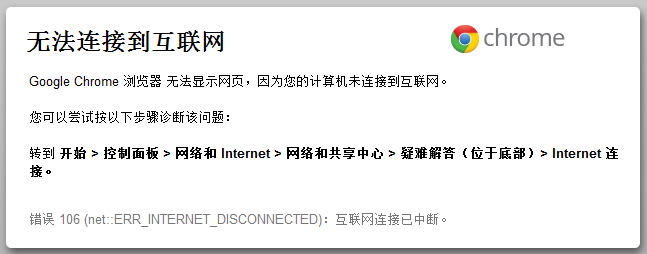 无法连接到互联网
chrome
Google Chrome 浏览器 无法显示网页，因为您的计算机未连接到互联网。
您可以尝试按以下步骤诊断该问题：
转到 开始 > 控制面板 > 网络和 Internet > 网络和共享中心 > 疑难解答（位于底部）> Internet 连
接。
错误 106 (net::ERR_INTERNET_DISCONNECTED)：互联网连接已中断。